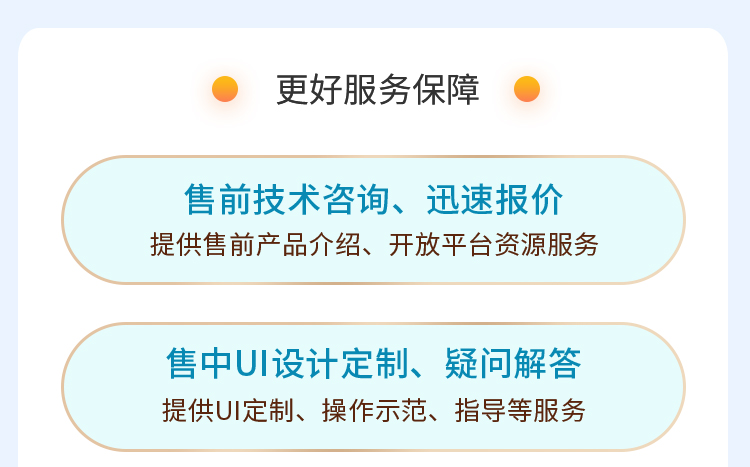 更好服务保障
售前技术咨询、迅速报价
提供售前产品介绍、开放平台资源服务
售中UI设计定制、疑问解答
提供UI定制、操作示范、指导等服务